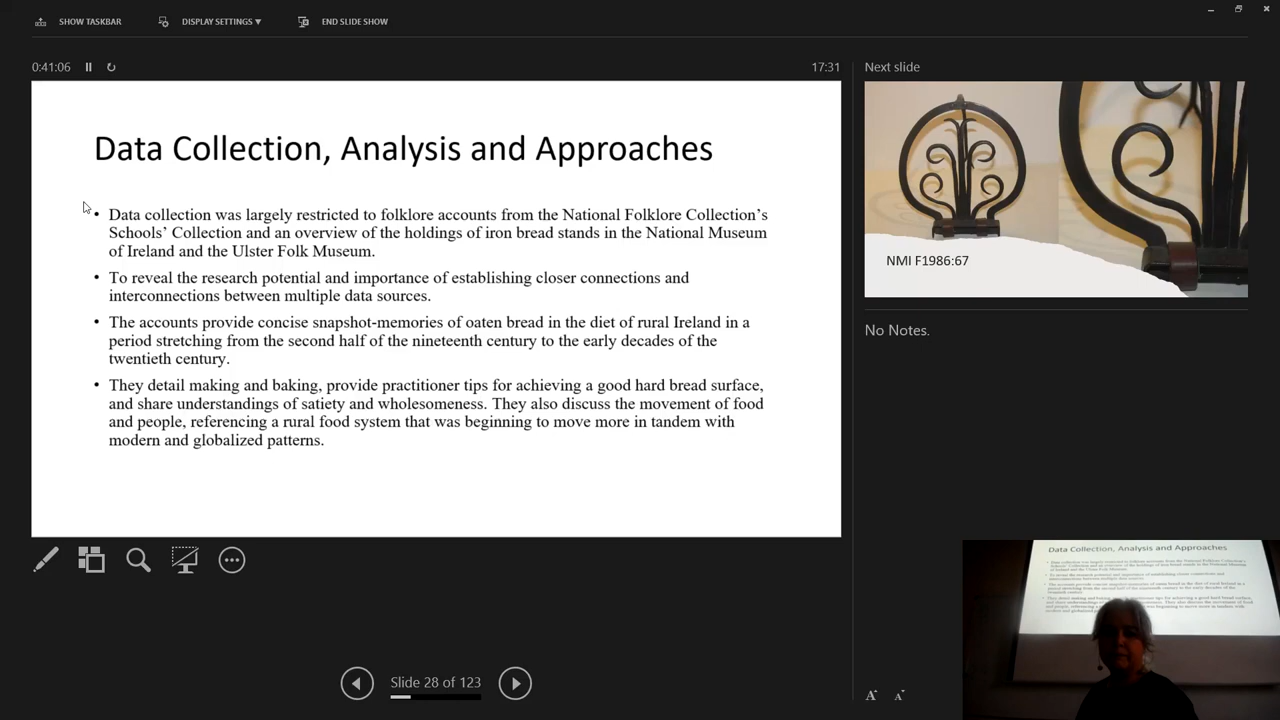 SHOW TASKBAR
DISPLAY SETTINGS ▼
END SLIDE SHOW
0:41:06
17:31
Data Collection, Analysis and Approaches
• Data collection was largely restricted to folklore accounts from the National Folklore Collection’s
Schools’ Collection and an overview of the holdings of iron bread stands in the National Museum
of Ireland and the Ulster Folk Museum.
• To reveal the research potential and importance of establishing closer connections and
interconnections between multiple data sources.
• The accounts provide concise snapshot-memories of oaten bread in the diet of rural Ireland in a
period stretching from the second half of the nineteenth century to the early decades of the
twentieth century.
• They detail making and baking, provide practitioner tips for achieving a good hard bread surface,
and share understandings of satiety and wholesomeness. They also discuss the movement of food
and people, referencing a rural food system that was beginning to move more in tandem with
modern and globalized patterns.
Slide 28 of 123
Next slide
NMI F1986:67
No Notes.
A A
Data Collection, Analysis and Approaches